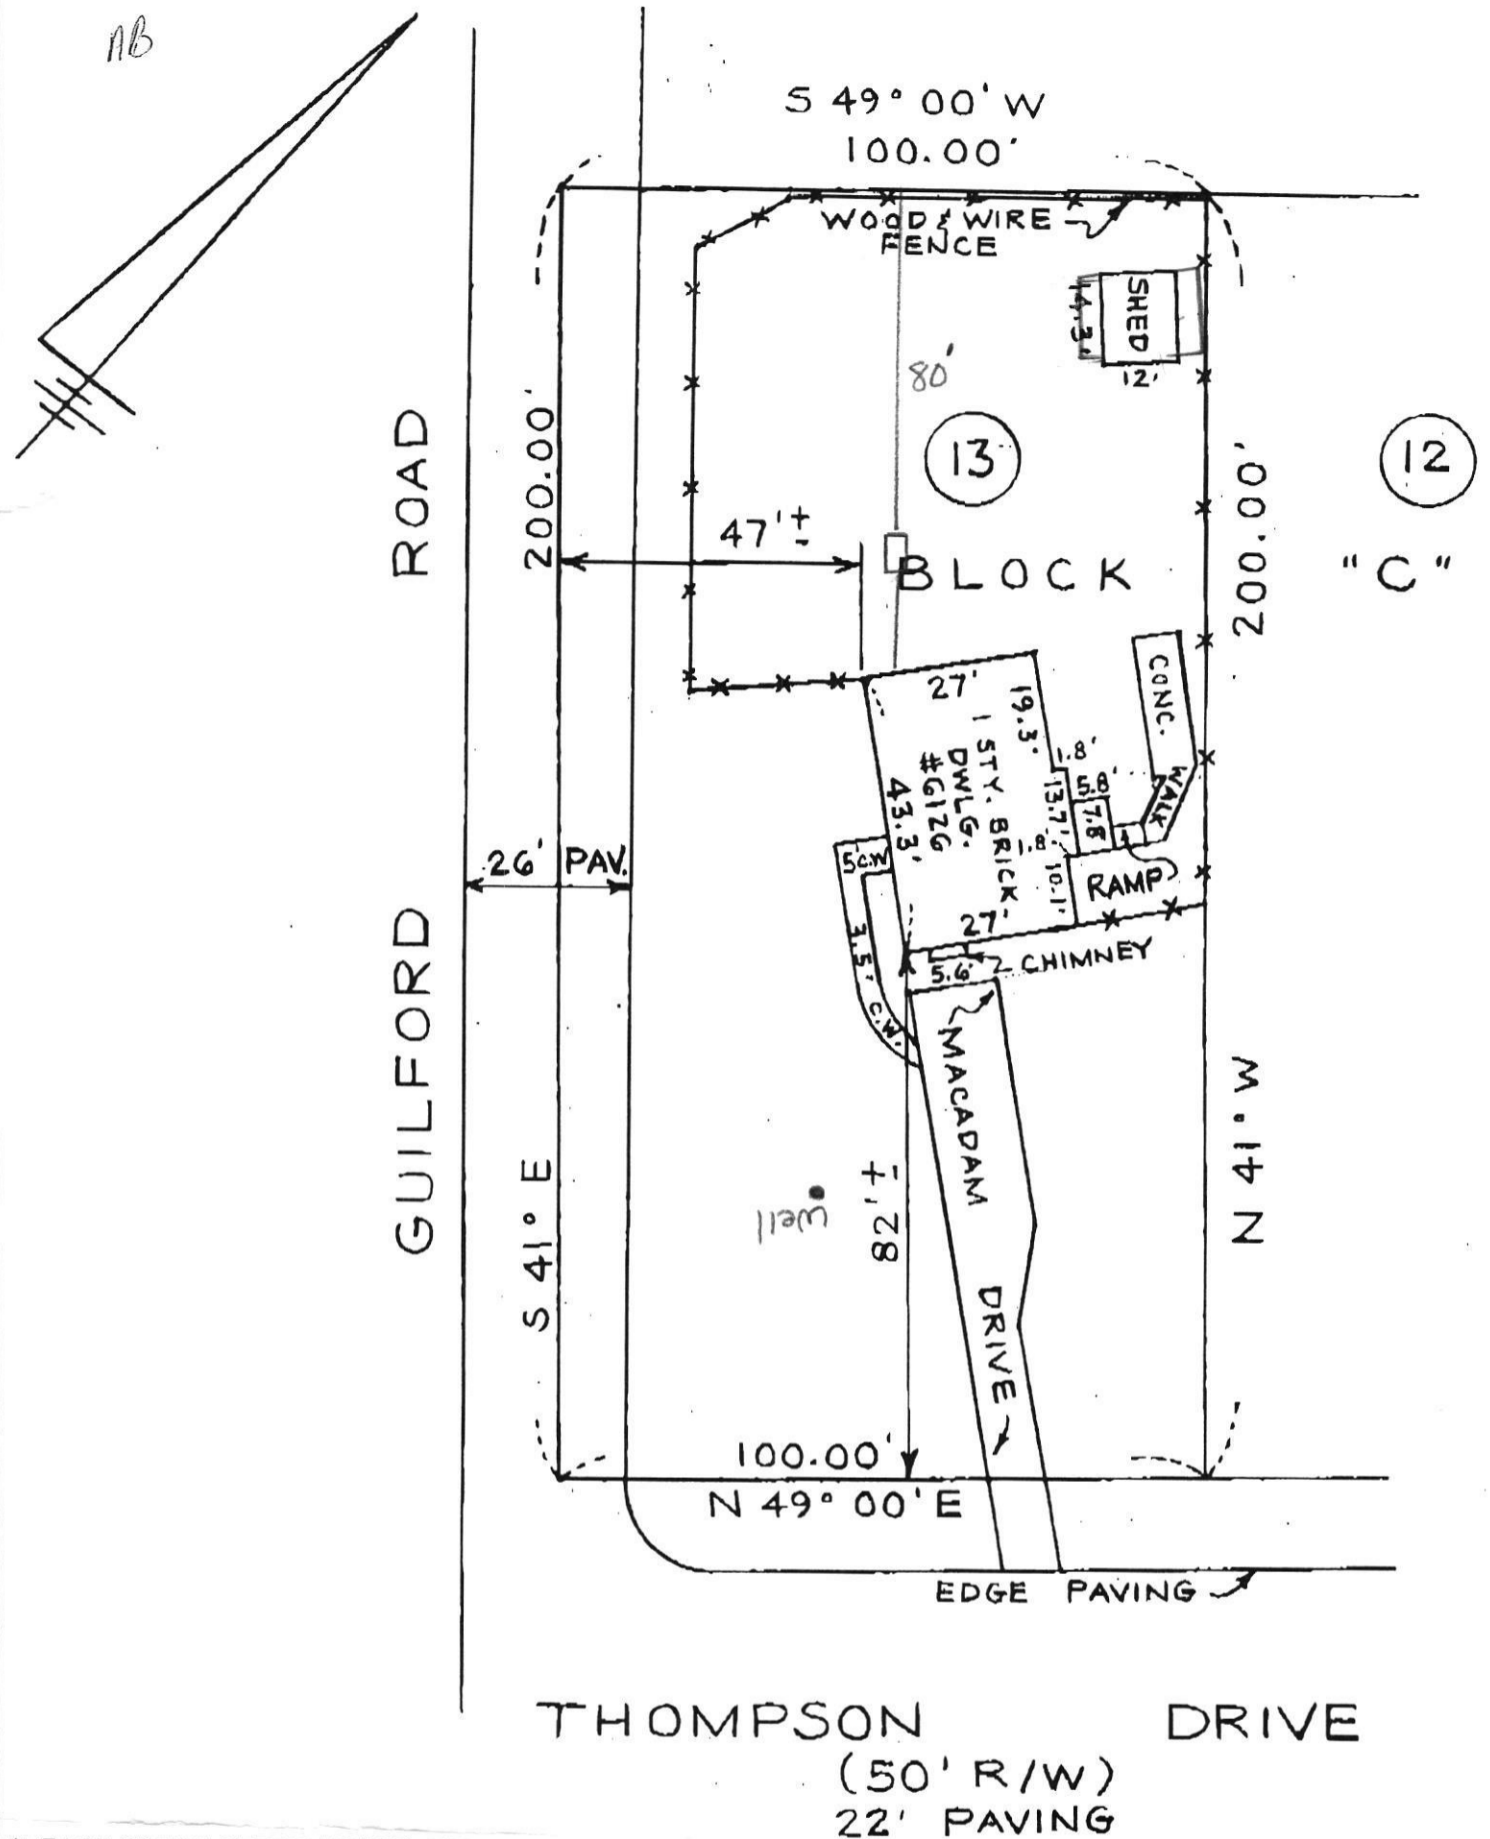 AB
S 49° 00' W
100.00'
WOOD & WIRE
FENCE
SHED
14.3'
12'
80'
13
12
ROAD
200.00'
47' ±
BLOCK
"C"
200.00'
27'
19.3'
CONC.
WALK
1 STY. BRICK
DWLG.
#6126
43.3'
1.8'
5.8'
13.7'
7.8'
1.8'
10.1'
RAMP
5 C.W.
26' PAV.
27'
3.5' C.W.
5.6'
CHIMNEY
GUILFORD
MACADAM
N 41° W
S 41° E
well
82' ±
DRIVE
100.00'
N 49° 00' E
EDGE PAVING
THOMPSON DRIVE
(50' R/W)
22' PAVING